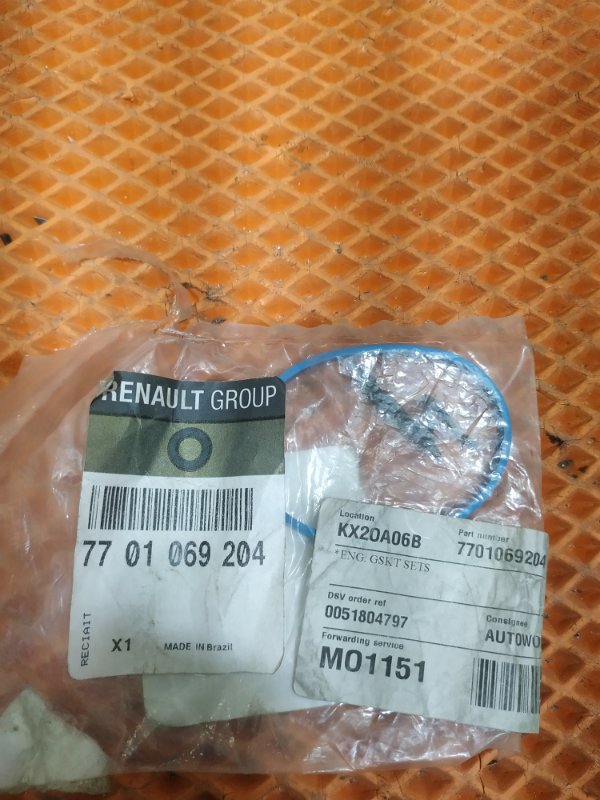 RENAULT GROUP
77 01 069 204
RECIAIT
X1
MADE IN Brazil
Location
KX20A06B
Part number
7701069204
*ENG. GSKT SETS
DSV order ref
0051804797
Consignee
AUTOWO
Forwarding service
MO1151